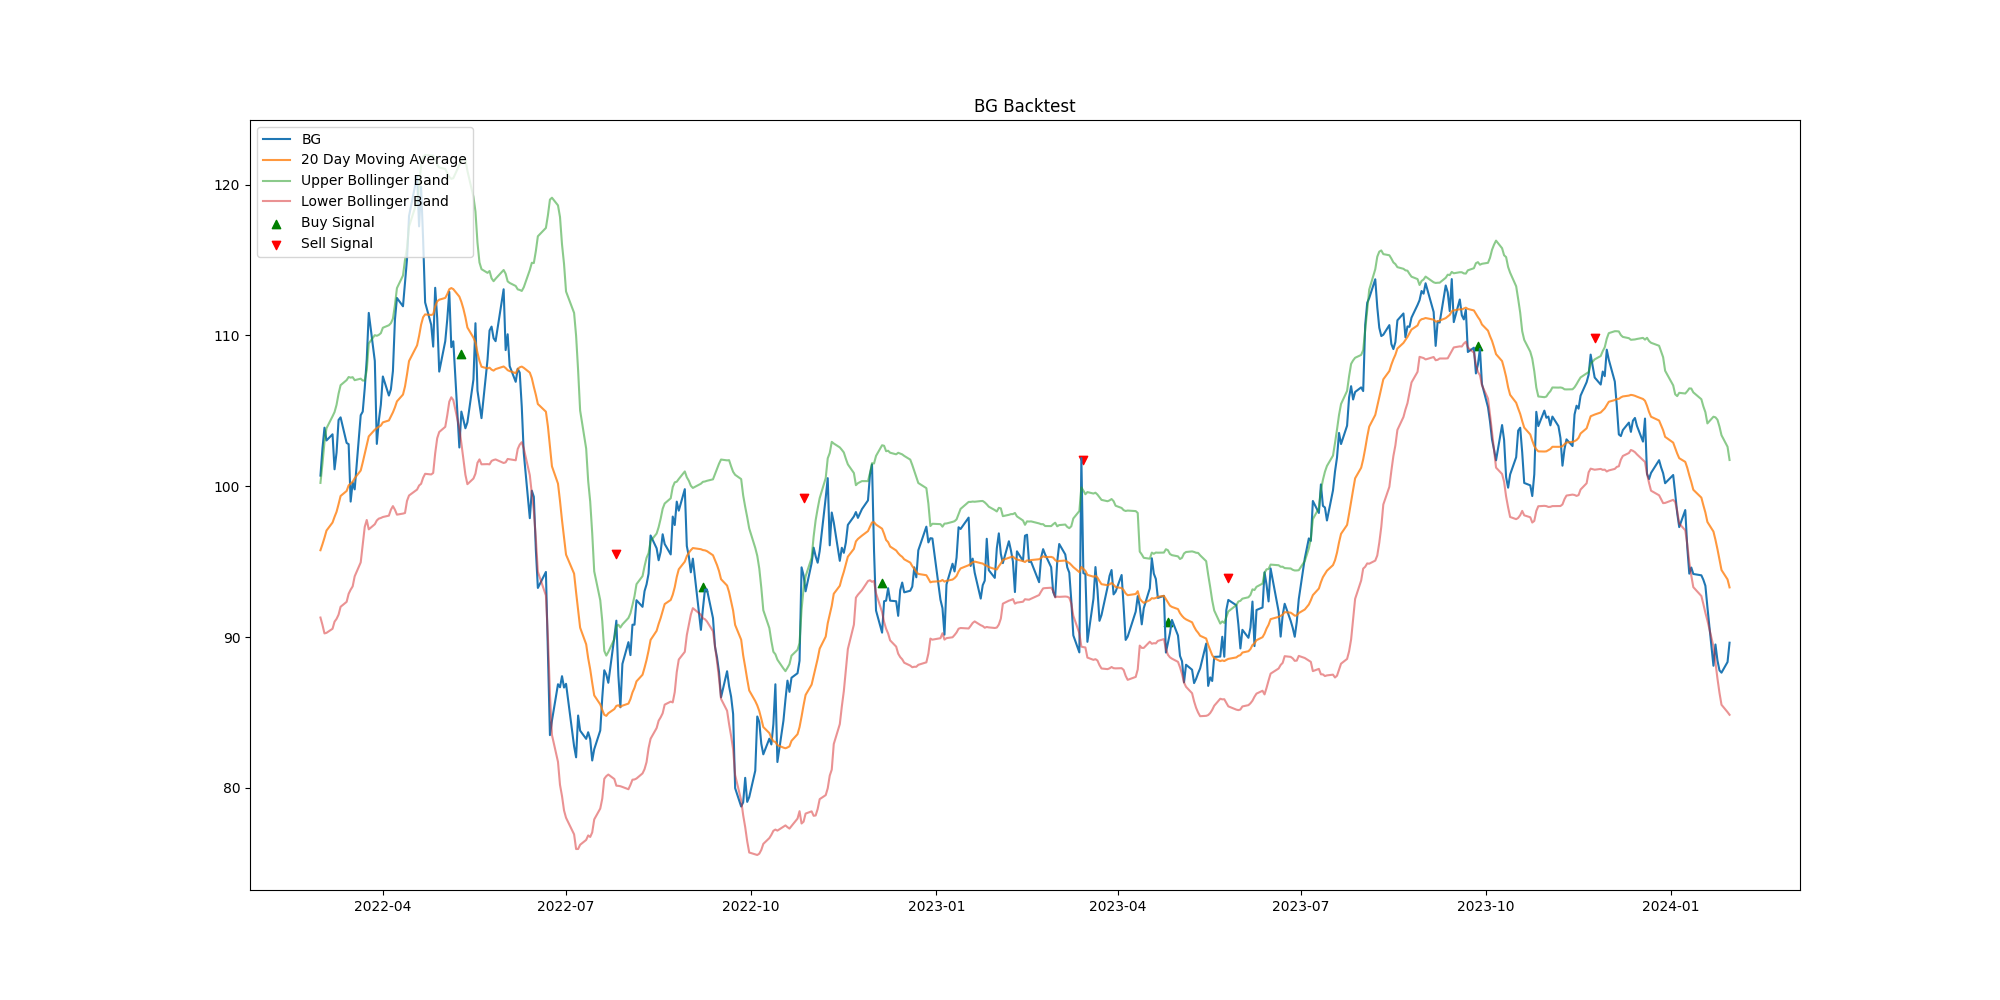 BG Backtest
BG
20 Day Moving Average
Upper Bollinger Band
Lower Bollinger Band
Buy Signal
Sell Signal
120
110
100
90
80
2022-04
2022-07
2022-10
2023-01
2023-04
2023-07
2023-10
2024-01